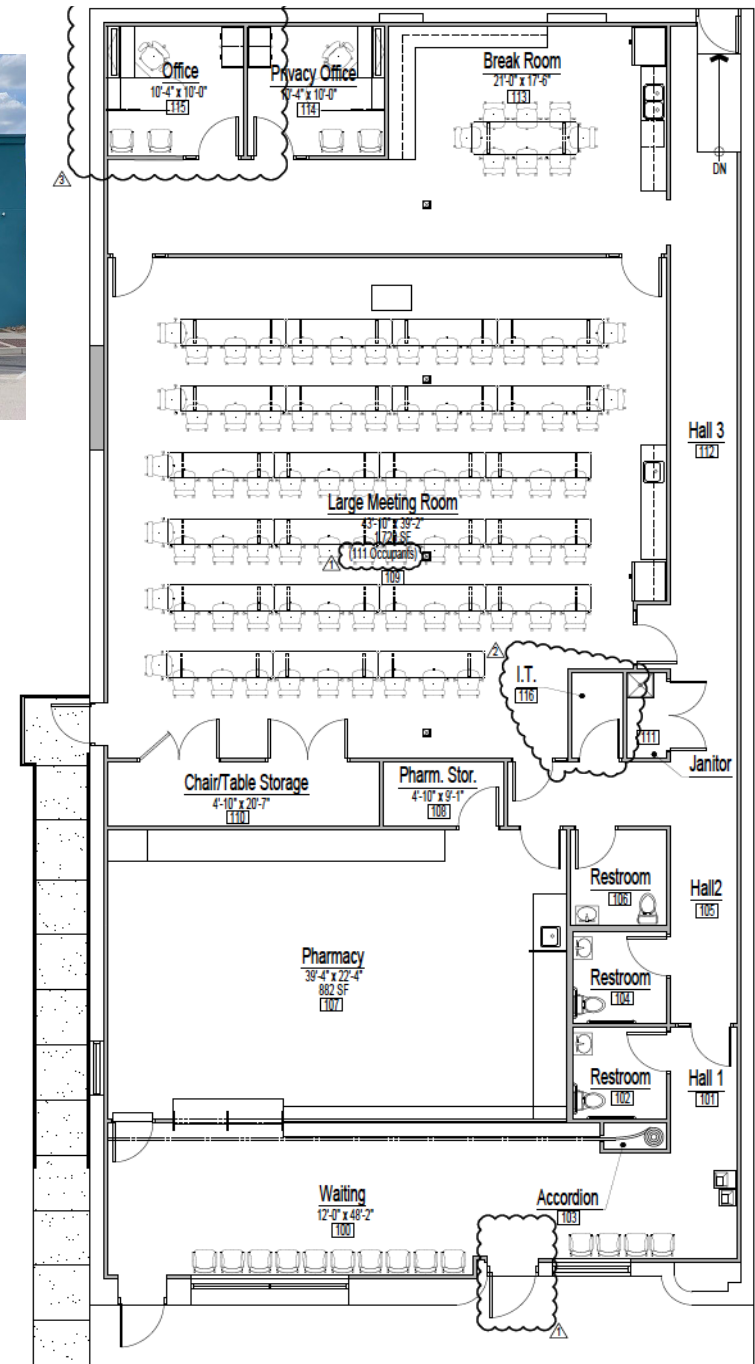 Office
10'-4" x 10'-0"
115
Privacy Office
-4" x 10'-0"
114
Break Room
21'-0" x 17'-6"
113
DN
3
Hall 3
112
Large Meeting Room
43'-10" x 39'-2"
SF
(111 Occupants)
1
109
2
I.T.
116
111
Janitor
Chair/Table Storage
4'-10" x 20'-7"
110
Pharm. Stor.
4'-10" x 9'-1"
108
Restroom
106
Hall2
105
Pharmacy
39'-4" x 22'-4"
882 SF
107
Restroom
104
Restroom
102
Hall 1
101
Waiting
12'-0" x 48'-2"
100
Accordion
103
1